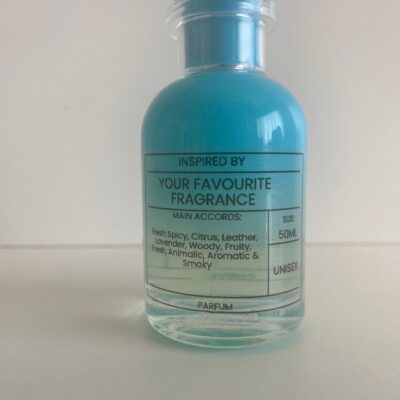 INSPIRED BY
YOUR FAVOURITE
FRAGRANCE
MAIN ACCORDS:
Fresh Spicy, Citrus, Leather,
Lavender, Woody, Fruity,
Fresh, Animalic, Aromatic &
Smoky
SIZE:
50ML
UNISEX
PARFUM